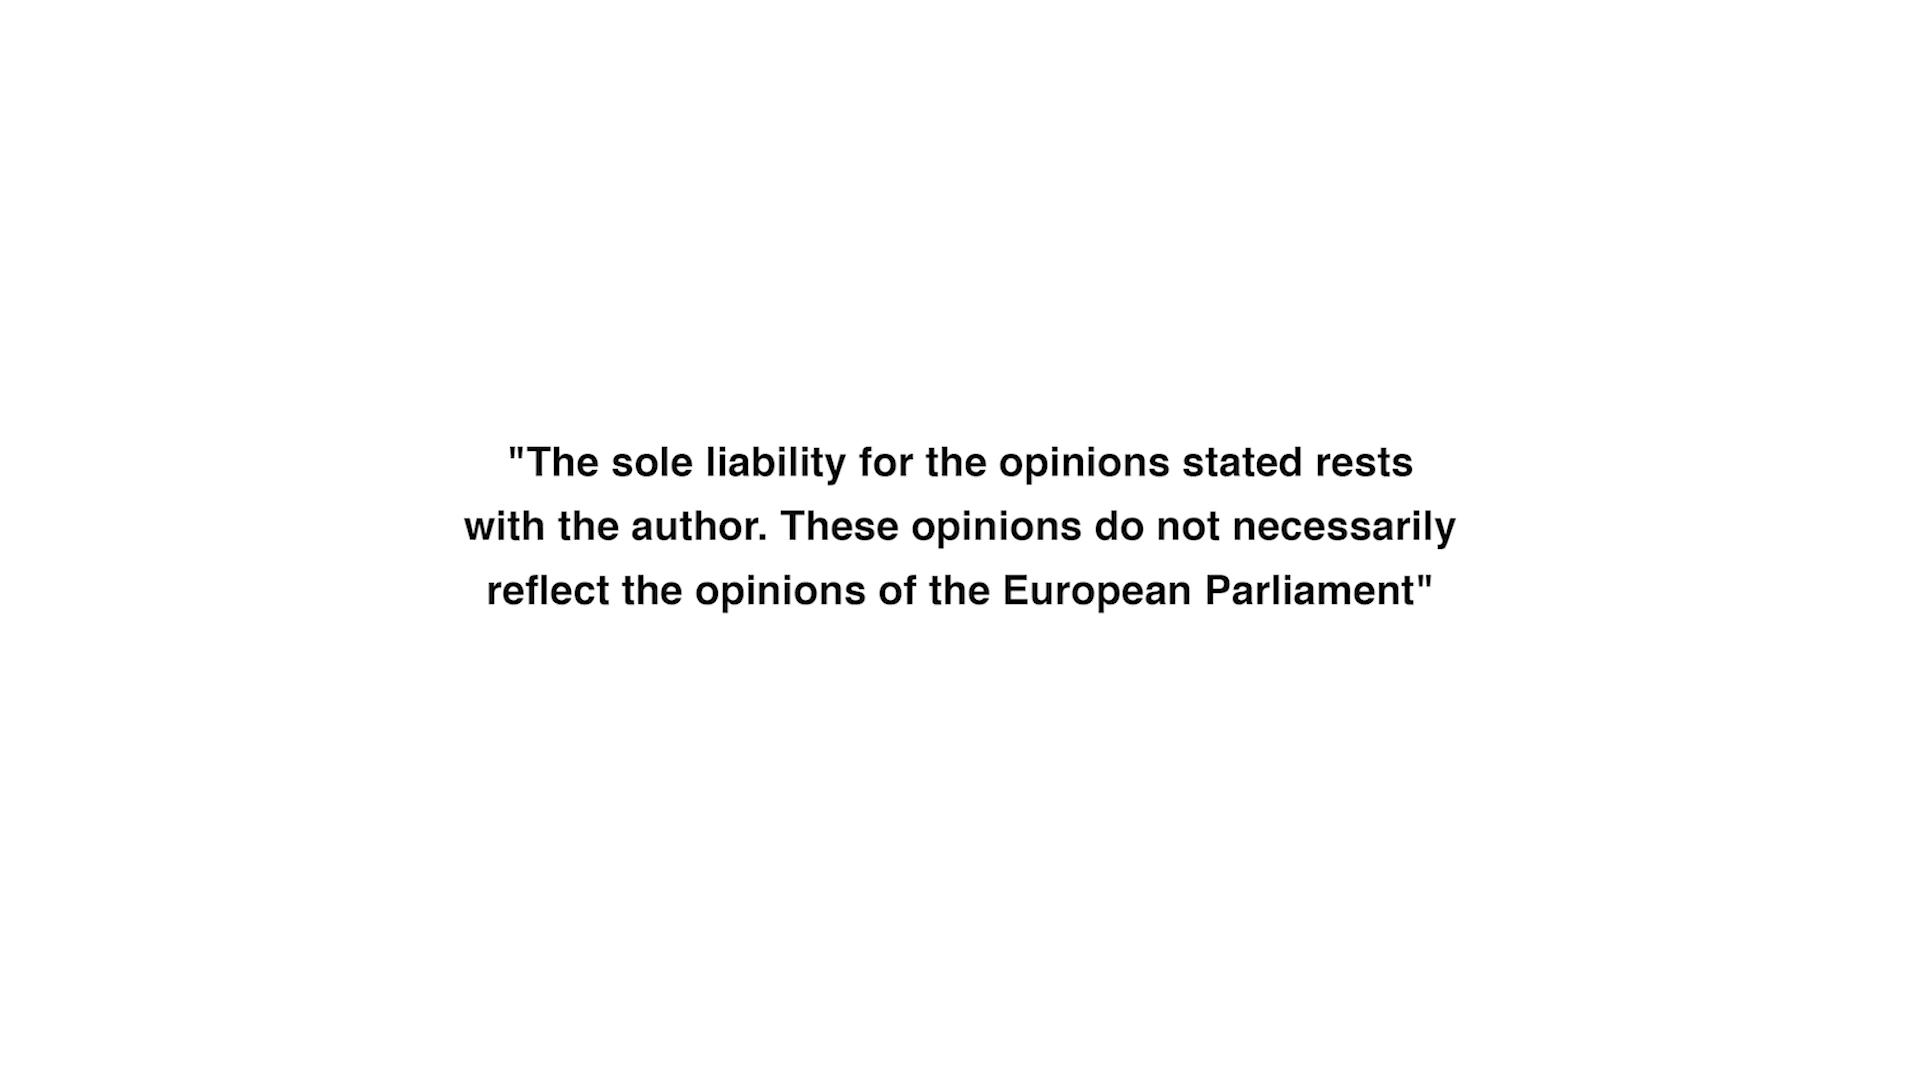 "The sole liability for the opinions stated rests
with the author. These opinions do not necessarily
reflect the opinions of the European Parliament"